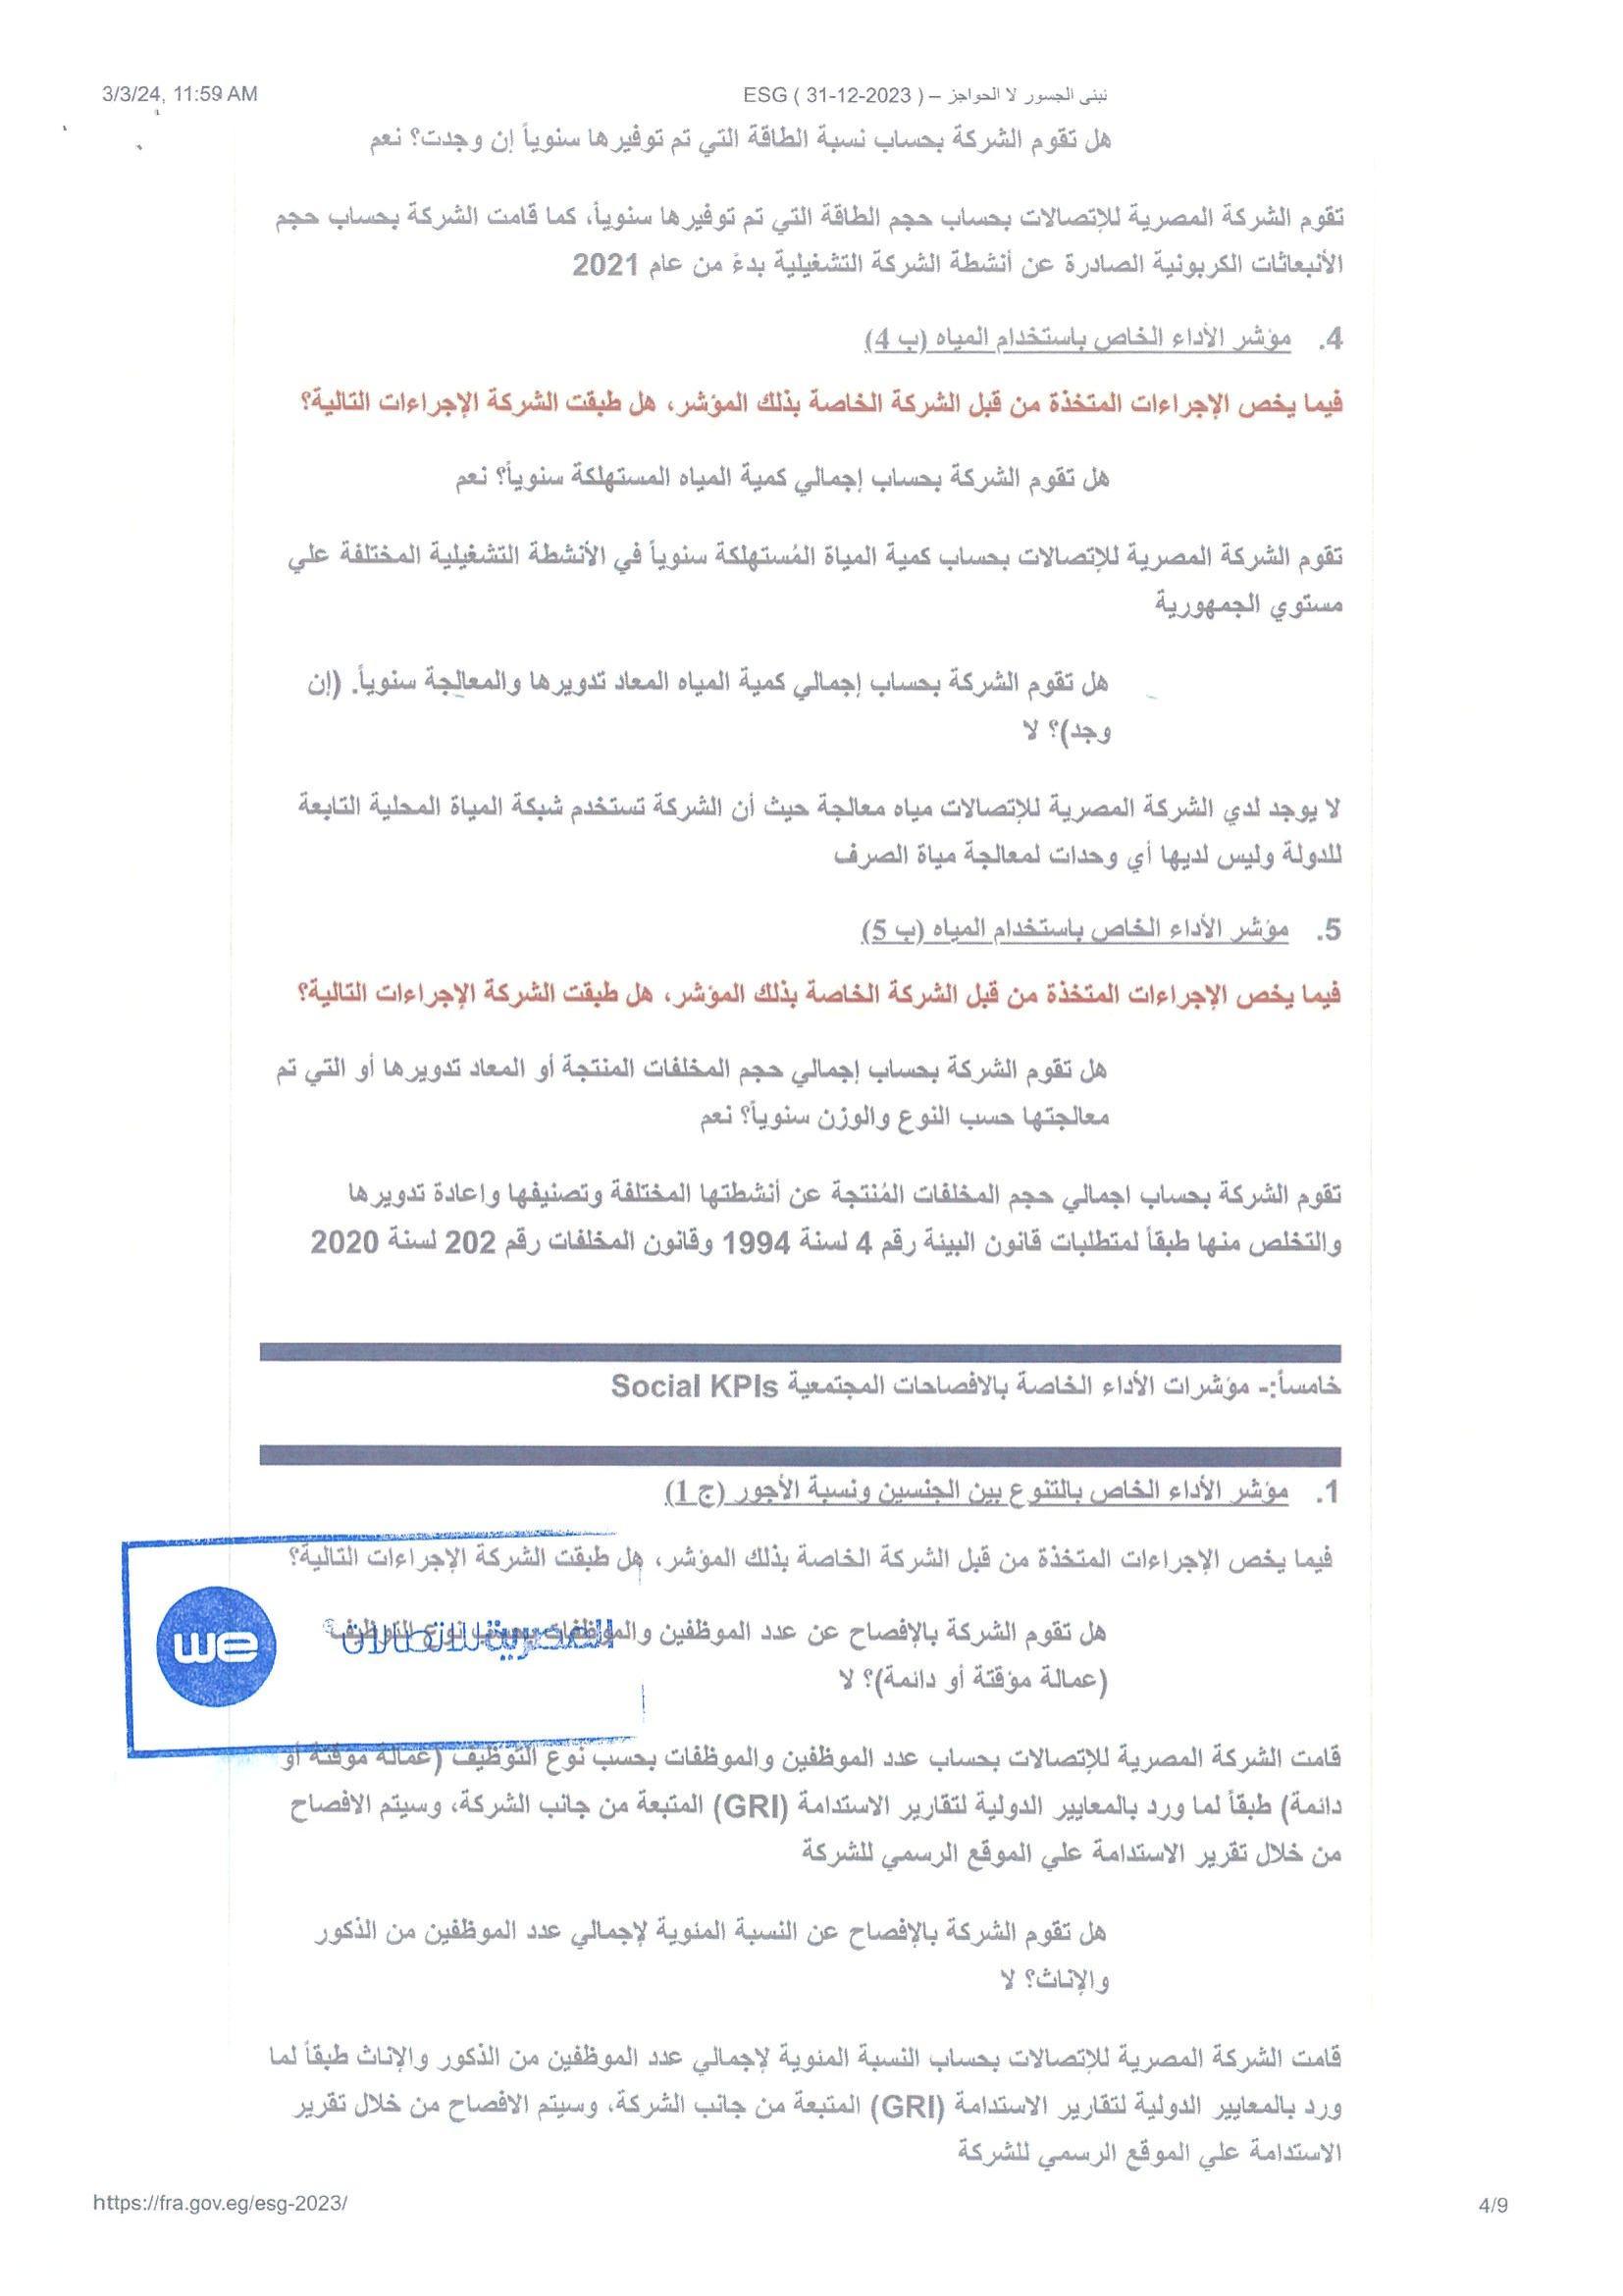 3/3/24, 11:59 AM
ESG ( 31-12-2023 ) – نبنى الجسور لا الحواجز
هل تقوم الشركة بحساب نسبة الطاقة التي تم توفيرها سنوياً إن وجدت؟ نعم
تقوم الشركة المصرية للإتصالات بحساب حجم الطاقة التي تم توفيرها سنوياً، كما قامت الشركة بحساب حجم
الأنبعاثات الكربونية الصادرة عن أنشطة الشركة التشغيلية بدءً من عام 2021
4. مؤشر الأداء الخاص باستخدام المياه (ب 4)
فيما يخص الإجراءات المتخذة من قبل الشركة الخاصة بذلك المؤشر، هل طبقت الشركة الإجراءات التالية؟
هل تقوم الشركة بحساب إجمالي كمية المياه المستهلكة سنوياً؟ نعم
تقوم الشركة المصرية للإتصالات بحساب كمية المياة المُستهلكة سنوياً في الأنشطة التشغيلية المختلفة علي
مستوي الجمهورية
هل تقوم الشركة بحساب إجمالي كمية المياه المعاد تدويرها والمعالجة سنوياً. (إن
وجد)؟ لا
لا يوجد لدي الشركة المصرية للإتصالات مياه معالجة حيث أن الشركة تستخدم شبكة المياة المحلية التابعة
للدولة وليس لديها أي وحدات لمعالجة مياة الصرف
5. مؤشر الأداء الخاص باستخدام المياه (ب 5)
فيما يخص الإجراءات المتخذة من قبل الشركة الخاصة بذلك المؤشر، هل طبقت الشركة الإجراءات التالية؟
هل تقوم الشركة بحساب إجمالي حجم المخلفات المنتجة أو المعاد تدويرها أو التي تم
معالجتها حسب النوع والوزن سنوياً؟ نعم
تقوم الشركة بحساب اجمالي حجم المخلفات المُنتجة عن أنشطتها المختلفة وتصنيفها واعادة تدويرها
والتخلص منها طبقاً لمتطلبات قانون البيئة رقم 4 لسنة 1994 وقانون المخلفات رقم 202 لسنة 2020
خامساً:- مؤشرات الأداء الخاصة بالافصاحات المجتمعية Social KPIs
1. مؤشر الأداء الخاص بالتنوع بين الجنسين ونسبة الأجور (ج 1)
فيما يخص الإجراءات المتخذة من قبل الشركة الخاصة بذلك المؤشر، هل طبقت الشركة الإجراءات التالية؟
هل تقوم الشركة بالإفصاح عن عدد الموظفين والموظفات بحسب نوع التوظيف
we المصرية للاتصالات
(عمالة مؤقتة أو دائمة)؟ لا
قامت الشركة المصرية للإتصالات بحساب عدد الموظفين والموظفات بحسب نوع التوظيف (عمالة مؤقتة أو
دائمة) طبقاً لما ورد بالمعايير الدولية لتقارير الاستدامة (GRI) المتبعة من جانب الشركة، وسيتم الافصاح
من خلال تقرير الاستدامة علي الموقع الرسمي للشركة
هل تقوم الشركة بالإفصاح عن النسبة المئوية لإجمالي عدد الموظفين من الذكور
والإناث؟ لا
قامت الشركة المصرية للإتصالات بحساب النسبة المئوية لإجمالي عدد الموظفين من الذكور والإناث طبقاً لما
ورد بالمعايير الدولية لتقارير الاستدامة (GRI) المتبعة من جانب الشركة، وسيتم الافصاح من خلال تقرير
الاستدامة علي الموقع الرسمي للشركة
https://fra.gov.eg/esg-2023/
4/9